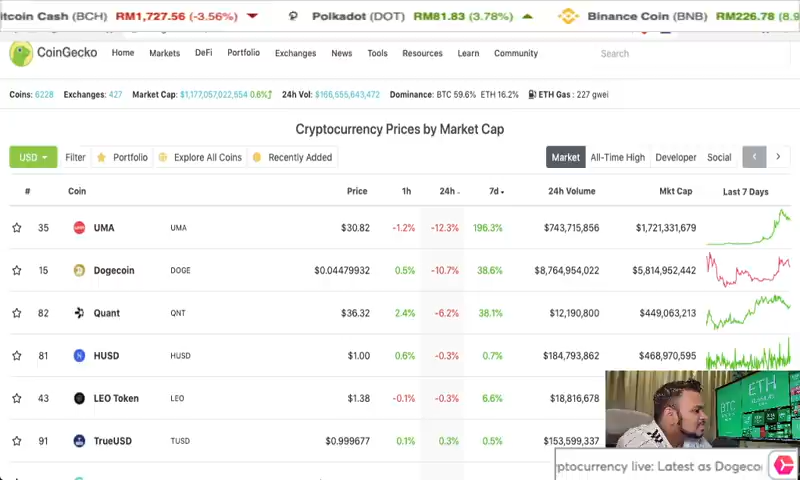 itcoin Cash (BCH) RM1,727.56 (-3.56%) Polkadot (DOT) RM81.83 (3.78%) Binance Coin (BNB) RM226.78 (8.9
CoinGecko Home Markets DeFi Portfolio Exchanges News Tools Resources Learn Community Search
Coins: 6228 Exchanges: 427 Market Cap: $1,177,057,022,554 0.6% 24h Vol: $166,555,643,472 Dominance: BTC 59.6% ETH 16.2% ETH Gas: 227 gwei
Cryptocurrency Prices by Market Cap
USD Filter Portfolio Explore All Coins Recently Added Market All-Time High Developer Social
# Coin Price 1h 24h 7d 24h Volume Mkt Cap Last 7 Days
35 UMA UMA $30.82 -1.2% -12.3% 196.3% $743,715,856 $1,721,331,679
15 Dogecoin DOGE $0.04479932 0.5% -10.7% 38.6% $8,764,954,022 $5,814,952,442
82 Quant QNT $36.32 2.4% -6.2% 38.1% $12,190,800 $449,063,213
81 HUSD HUSD $1.00 0.6% -0.3% 0.7% $184,793,862 $468,970,595
43 LEO Token LEO $1.38 -0.1% -0.3% 6.6% $18,816,678
91 TrueUSD TUSD $0.999677 0.1% 0.3% 0.5% $153,599,337
BTC ETH
ptocurrency live: Latest as Dogeco